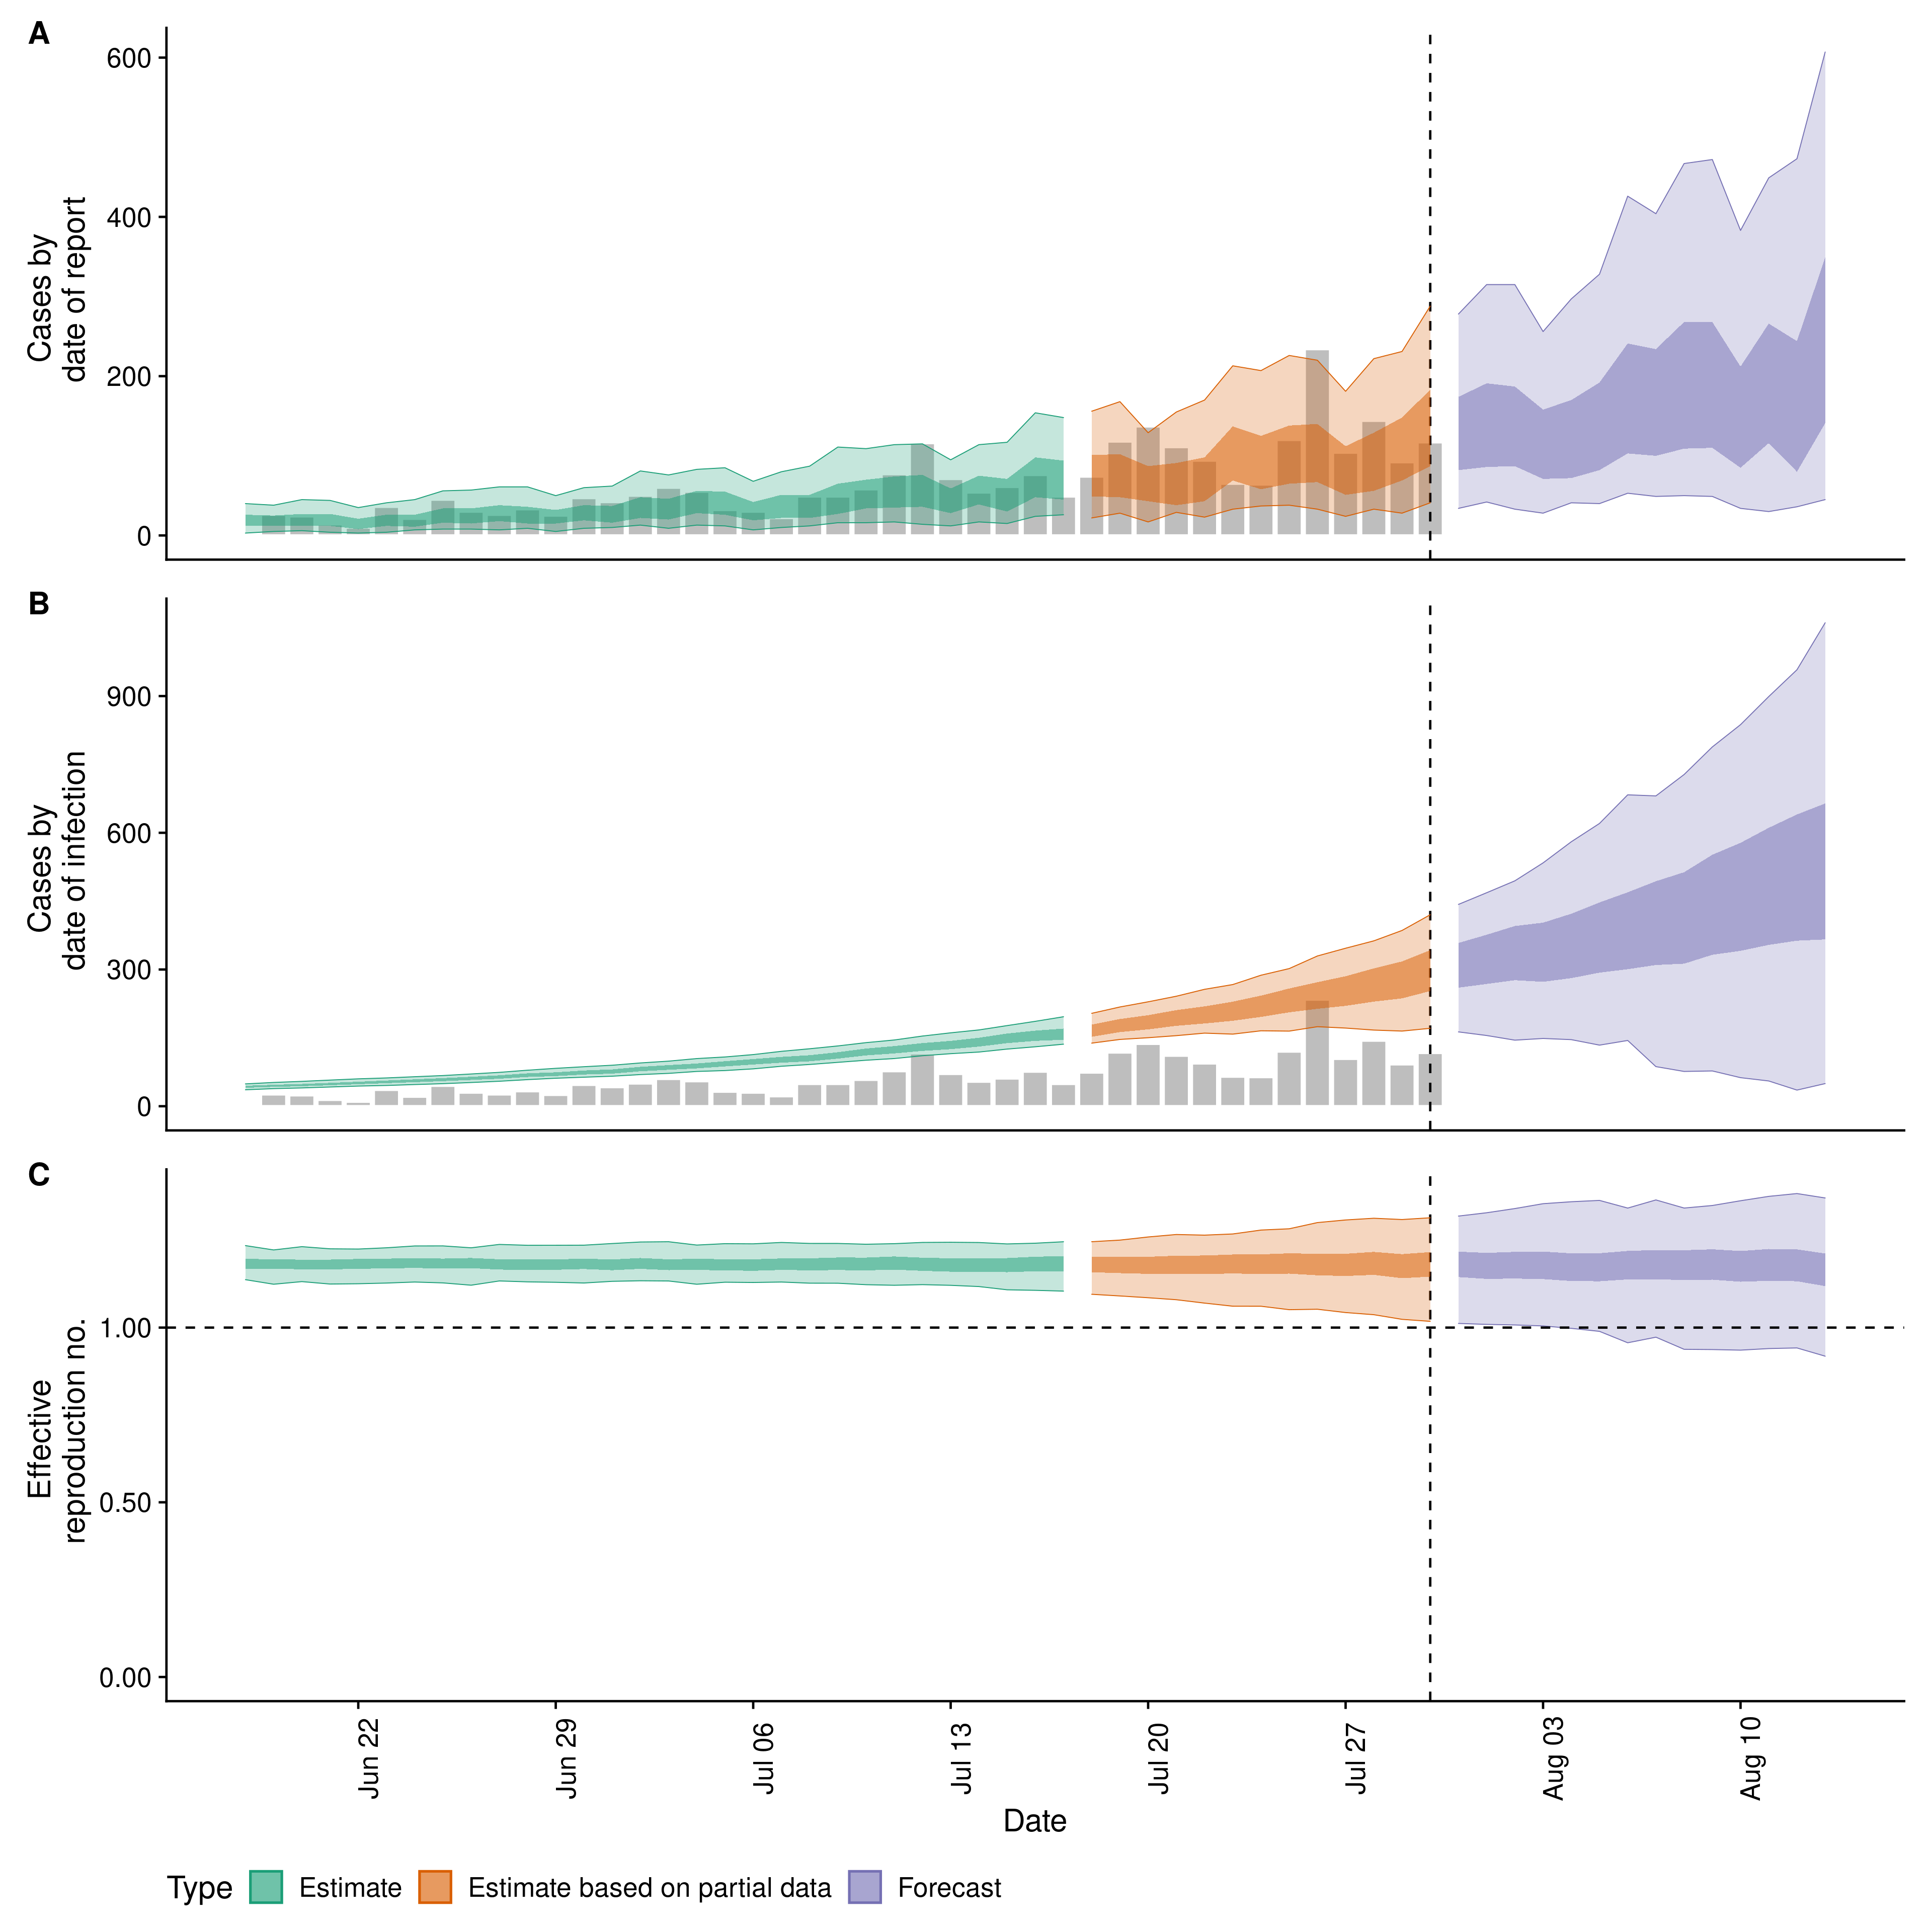 A
Cases by
date of report
600
400
200
0
B
Cases by
date of infection
900
600
300
0
C
Effective
reproduction no.
1.00
0.50
0.00
Jun 22
Jun 29
Jul 06
Jul 13
Jul 20
Jul 27
Aug 03
Aug 10
Date
Type Estimate Estimate based on partial data Forecast